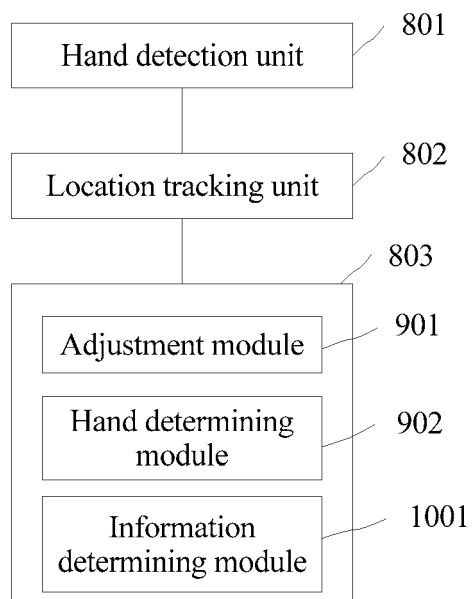 801
Hand detection unit
802
Location tracking unit
803
901
Adjustment module
902
Hand determining
module
1001
Information
determining module